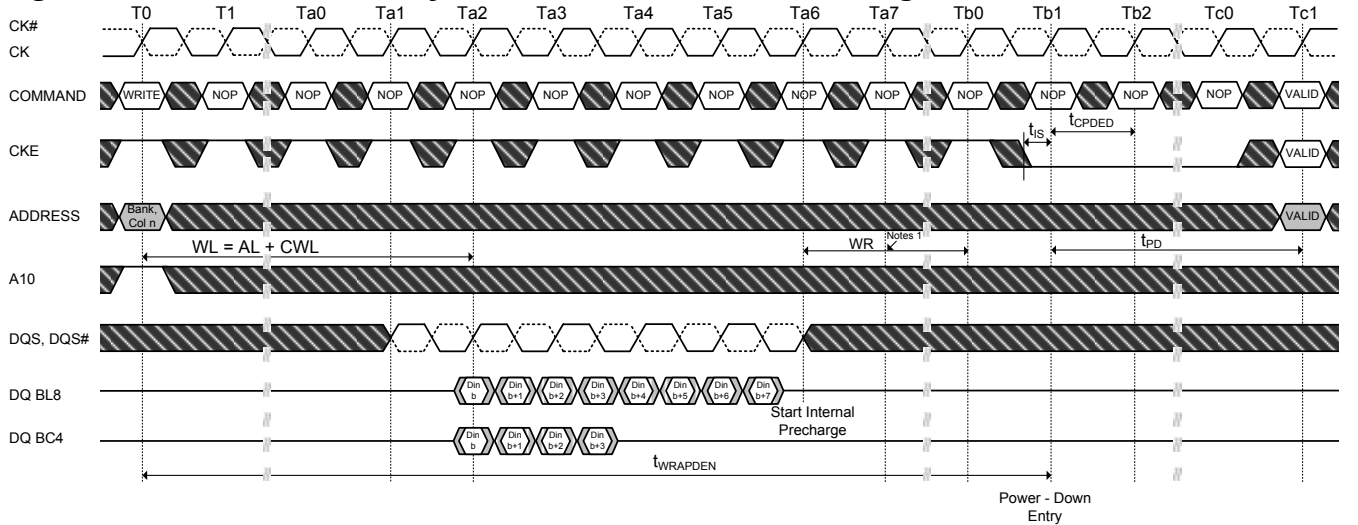 T0 T1 Ta0 Ta1 Ta2 Ta3 Ta4 Ta5 Ta6 Ta7 Tb0 Tb1 Tb2 Tc0 Tc1
CK#
CK
COMMAND WRITE NOP NOP NOP NOP NOP NOP NOP NOP NOP NOP NOP NOP NOP VALID
tIS tCPDED
CKE VALID
ADDRESS Bank, Col n VALID
WL = AL + CWL WR Notes 1 tPD
A10
DQS, DQS#
DQ BL8 Din b Din b+1 Din b+2 Din b+3 Din b+4 Din b+5 Din b+6 Din b+7
Start Internal
Precharge
DQ BC4 Din b Din b+1 Din b+2 Din b+3
tWRAPDEN
Power - Down
Entry